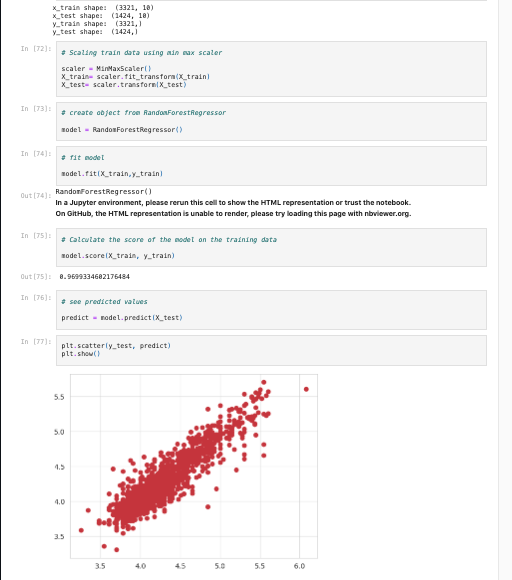 x_train shape:  (3321, 10)
x_test shape:  (1424, 10)
y_train shape:  (3321,)
y_test shape:  (1424,)
In [72]:
# Scaling train data using min max scaler
scaler = MinMaxScaler()
X_train= scaler.fit_transform(X_train)
X_test= scaler.transform(X_test)
In [73]:
# create object from RandomForestRegressor
model = RandomForestRegressor()
In [74]:
# fit model
model.fit(X_train,y_train)
Out[74]: RandomForestRegressor()
In a Jupyter environment, please rerun this cell to show the HTML representation or trust the notebook.
On GitHub, the HTML representation is unable to render, please try loading this page with nbviewer.org.
In [75]:
# Calculate the score of the model on the training data
model.score(X_train, y_train)
Out[75]: 0.9699334602176484
In [76]:
# see predicted values
predict = model.predict(X_test)
In [77]:
plt.scatter(y_test, predict)
plt.show()
5.5
5.0
4.5
4.0
3.5
3.5 4.0 4.5 5.0 5.5 6.0